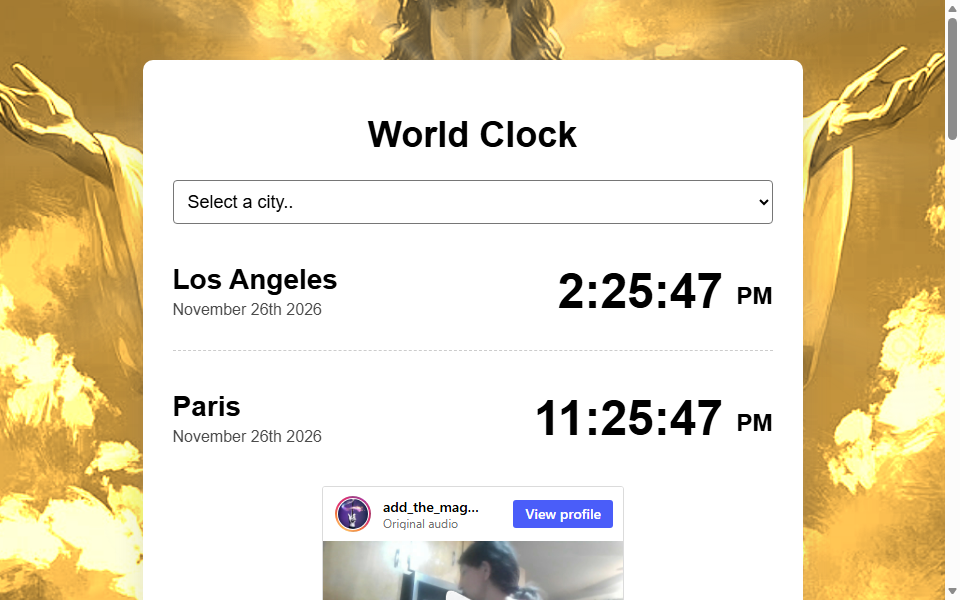 World Clock
Select a city..
Los Angeles
November 26th 2026
2:25:47 PM
Paris
November 26th 2026
11:25:47 PM
add_the_mag...
Original audio
View profile